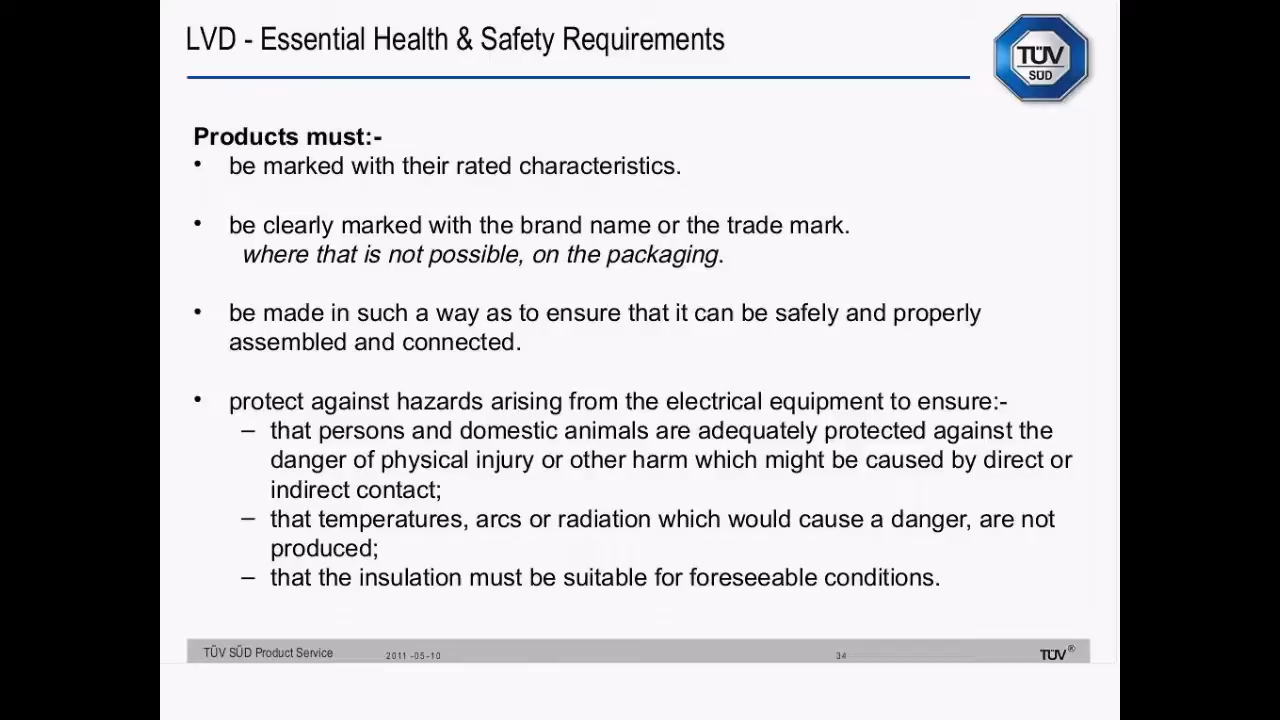 LVD - Essential Health & Safety Requirements
TÜV
SÜD
Products must:-
• be marked with their rated characteristics.
• be clearly marked with the brand name or the trade mark.
where that is not possible, on the packaging.
• be made in such a way as to ensure that it can be safely and properly
assembled and connected.
• protect against hazards arising from the electrical equipment to ensure:-
– that persons and domestic animals are adequately protected against the
danger of physical injury or other harm which might be caused by direct or
indirect contact;
– that temperatures, arcs or radiation which would cause a danger, are not
produced;
– that the insulation must be suitable for foreseeable conditions.
TÜV SÜD Product Service 2011-05-10 34 TÜV®